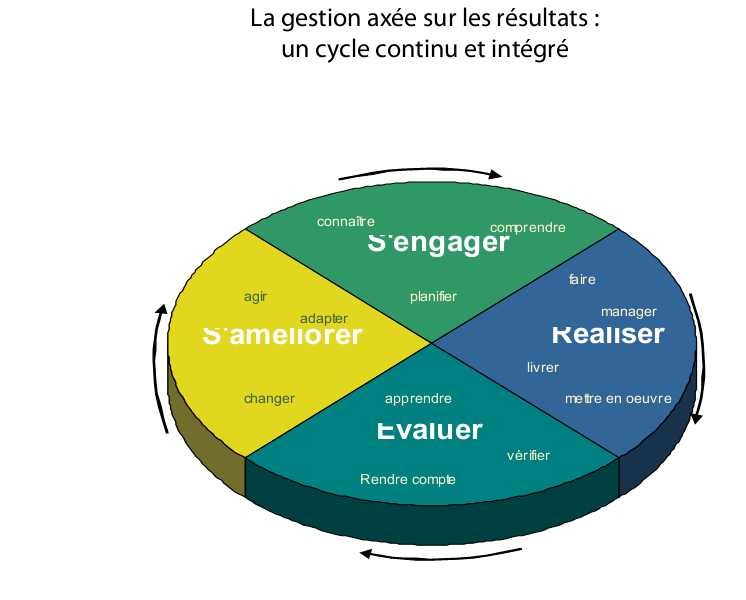 La gestion axée sur les résultats :
un cycle continu et intégré
connaître
comprendre
S'engager
planifier
faire
manager
Réaliser
livrer
mettre en oeuvre
agir
adapter
S'améliorer
changer
apprendre
Évaluer
vérifier
Rendre compte